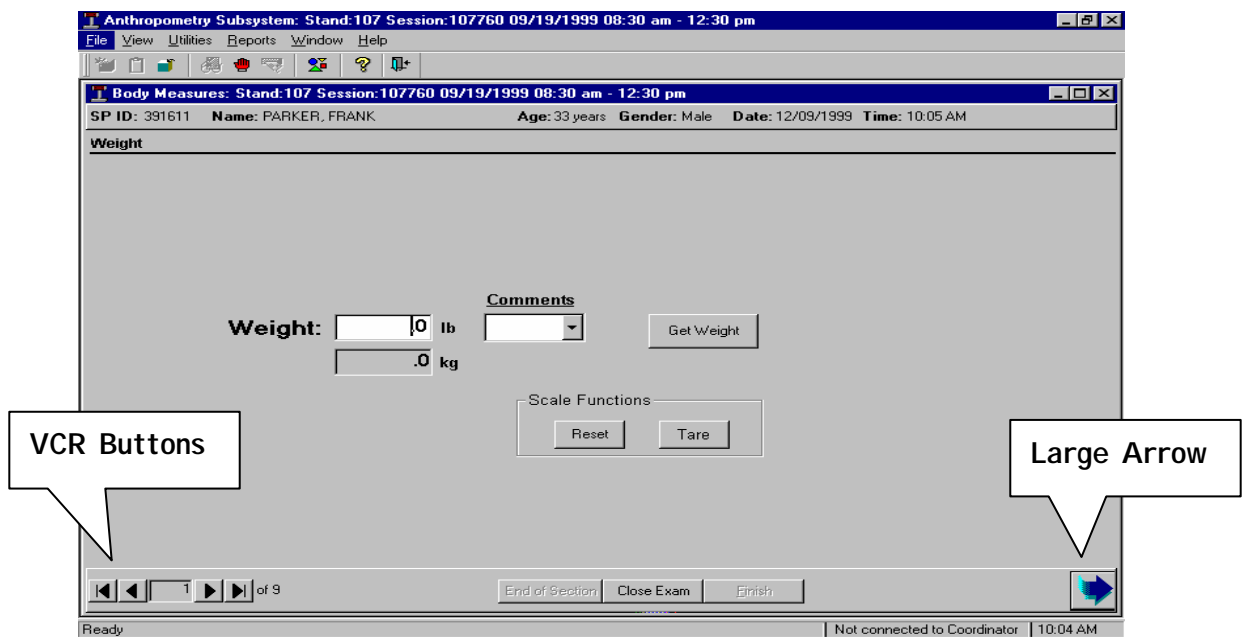 Anthropometry Subsystem: Stand:107 Session:107760 09/19/1999 08:30 am - 12:30 pm
File View Utilities Reports Window Help
Body Measures: Stand:107 Session:107760 09/19/1999 08:30 am - 12:30 pm
SP ID: 391611 Name: PARKER, FRANK Age: 33 years Gender: Male Date: 12/09/1999 Time: 10:05 AM
Weight
Comments
Weight: .0 lb Get Weight
.0 kg
Scale Functions
Reset Tare
VCR Buttons
Large Arrow
1 of 9 End of Section Close Exam Finish
Ready Not connected to Coordinator 10:04 AM